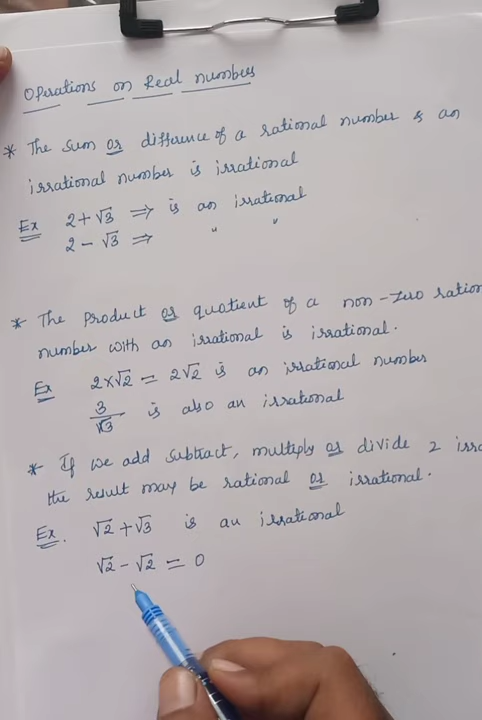 Operations on Real numbers
* The sum or difference of a rational number & an
irrational number is irrational
Ex 2+√3 ⇒ is an irrational
2-√3 ⇒ " "
* The product or quotient of a non-zero ration
number with an irrational is irrational.
Ex 2×√2 = 2√2 is an irrational number
3/√3 is also an irrational
* If we add subtract, multiply or divide 2 irra
the result may be rational or irrational.
Ex. √2+√3 is an irrational
√2-√2 = 0